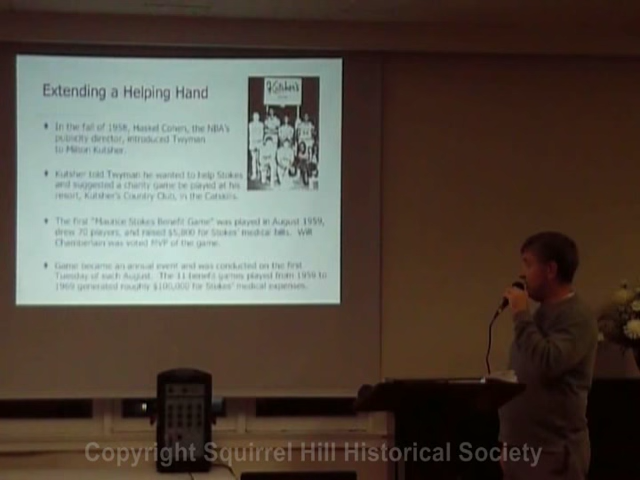 Extending a Helping Hand
Kutsher's
In the fall of 1958, Haskel Cohen, the NBA's
publicity director, introduced Twyman
to Milton Kutsher.
Kutsher told Twyman he wanted to help Stokes
and suggested a charity game be played at his
resort, Kutsher's Country Club, in the Catskills.
The first "Maurice Stokes Benefit Game" was played in August 1959,
drew 70 players, and raised $5,800 for Stokes' medical bills. Will
Chamberlain was voted MVP of the game.
Game became an annual event and was conducted on the first
Tuesday of each August. The 11 benefit games played from 1959 to
1969 generated roughly $100,000 for Stokes' medical expenses.
Copyright Squirrel Hill Historical Society